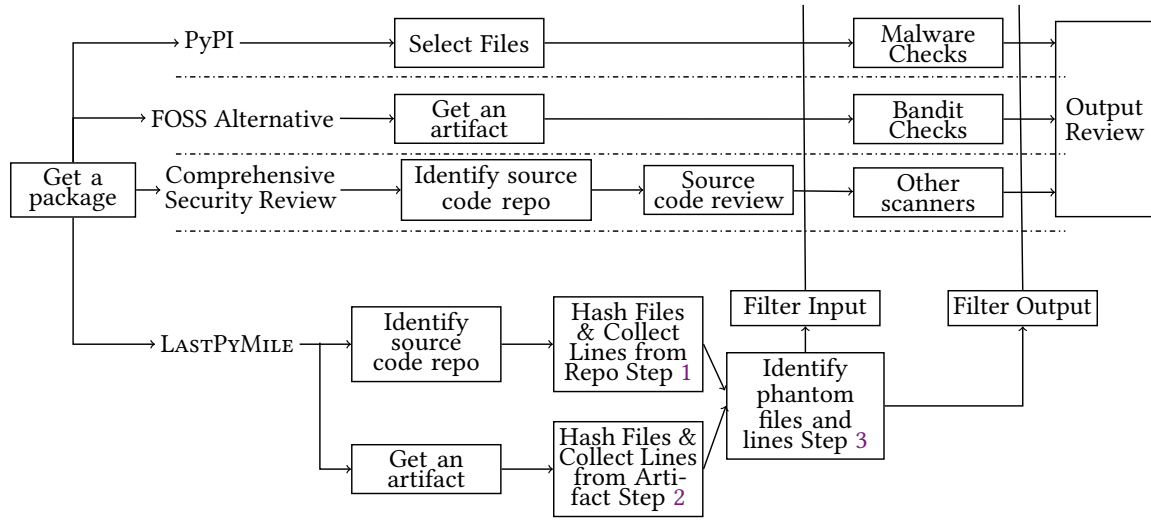 PyPI
Select Files
Malware
Checks
FOSS Alternative
Get an
artifact
Bandit
Checks
Output
Review
Get a
package
Comprehensive
Security Review
Identify source
code repo
Source
code review
Other
scanners
Filter Input
Filter Output
LASTPYMILE
Identify
source
code repo
Hash Files
& Collect
Lines from
Repo Step 1
Identify
phantom
files and
lines Step 3
Get an
artifact
Hash Files &
Collect Lines
from Arti-
fact Step 2